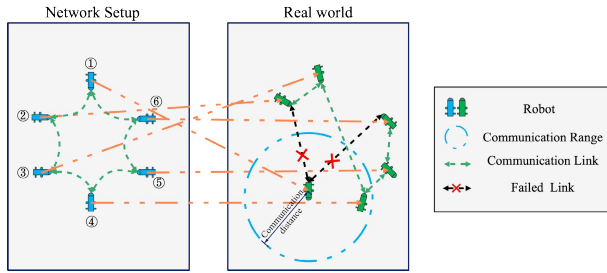 Network Setup
Real world
①
②
⑥
③
⑤
④
Communication
distance
Robot
Communication Range
Communication Link
Failed Link